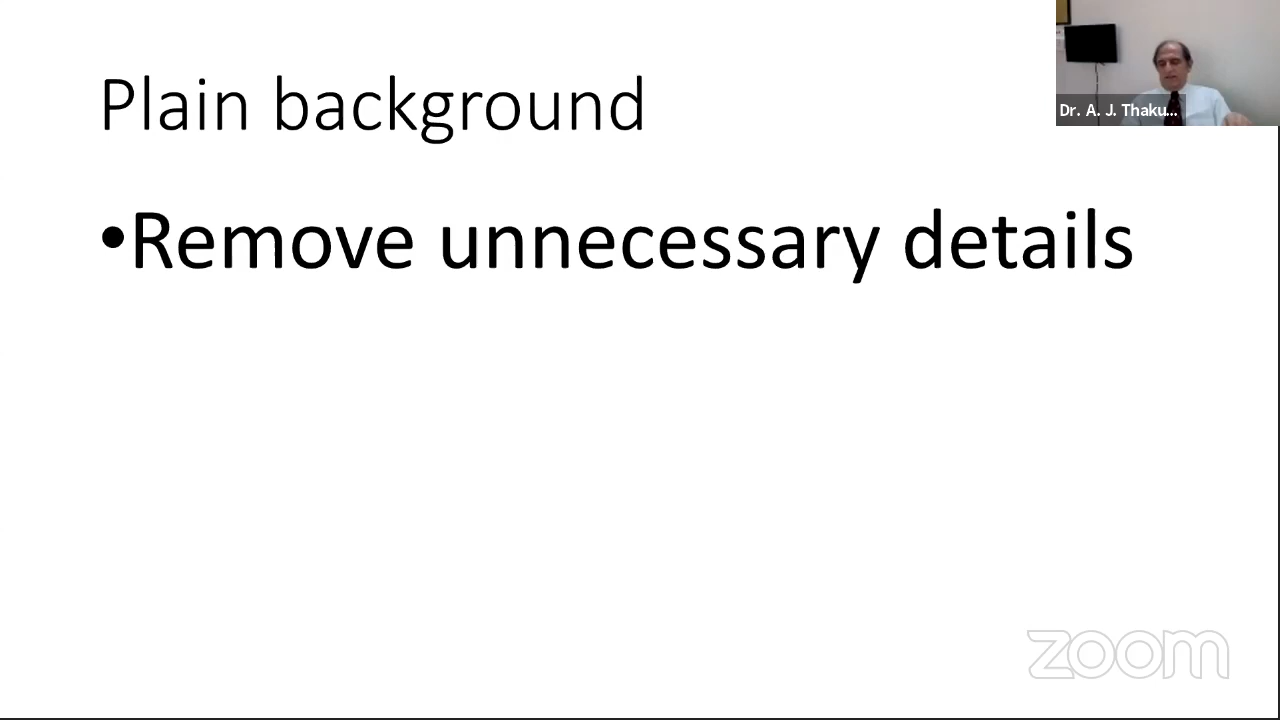 Plain background
•Remove unnecessary details
Dr. A. J. Thaku...
zoom